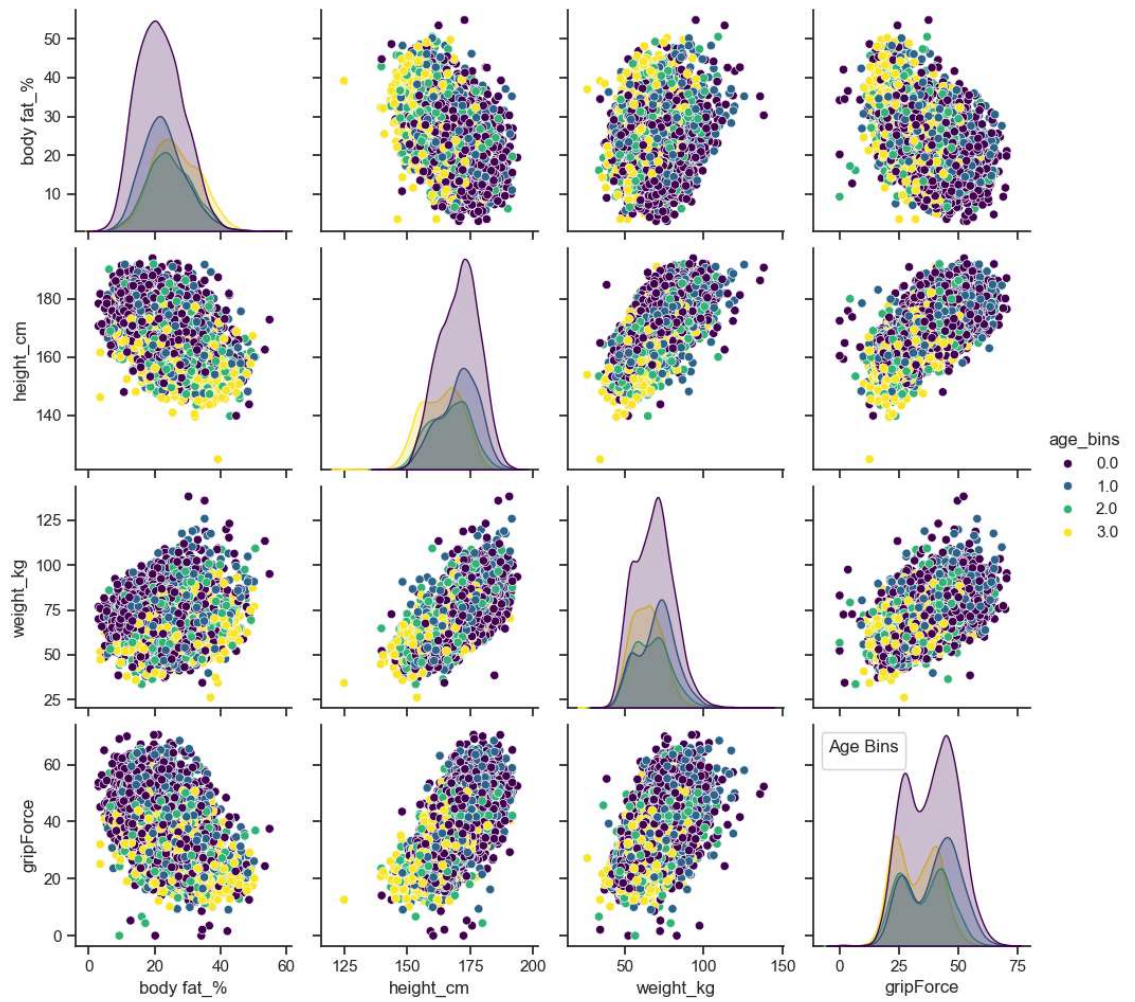 50
40
30
20
10
body fat_%
180
160
140
height_cm
age_bins
0.0
1.0
2.0
3.0
125
100
75
50
25
weight_kg
Age Bins
60
40
20
0
gripForce
0 20 40 60
125 150 175 200
50 100 150
0 25 50 75
body fat_%
height_cm
weight_kg
gripForce